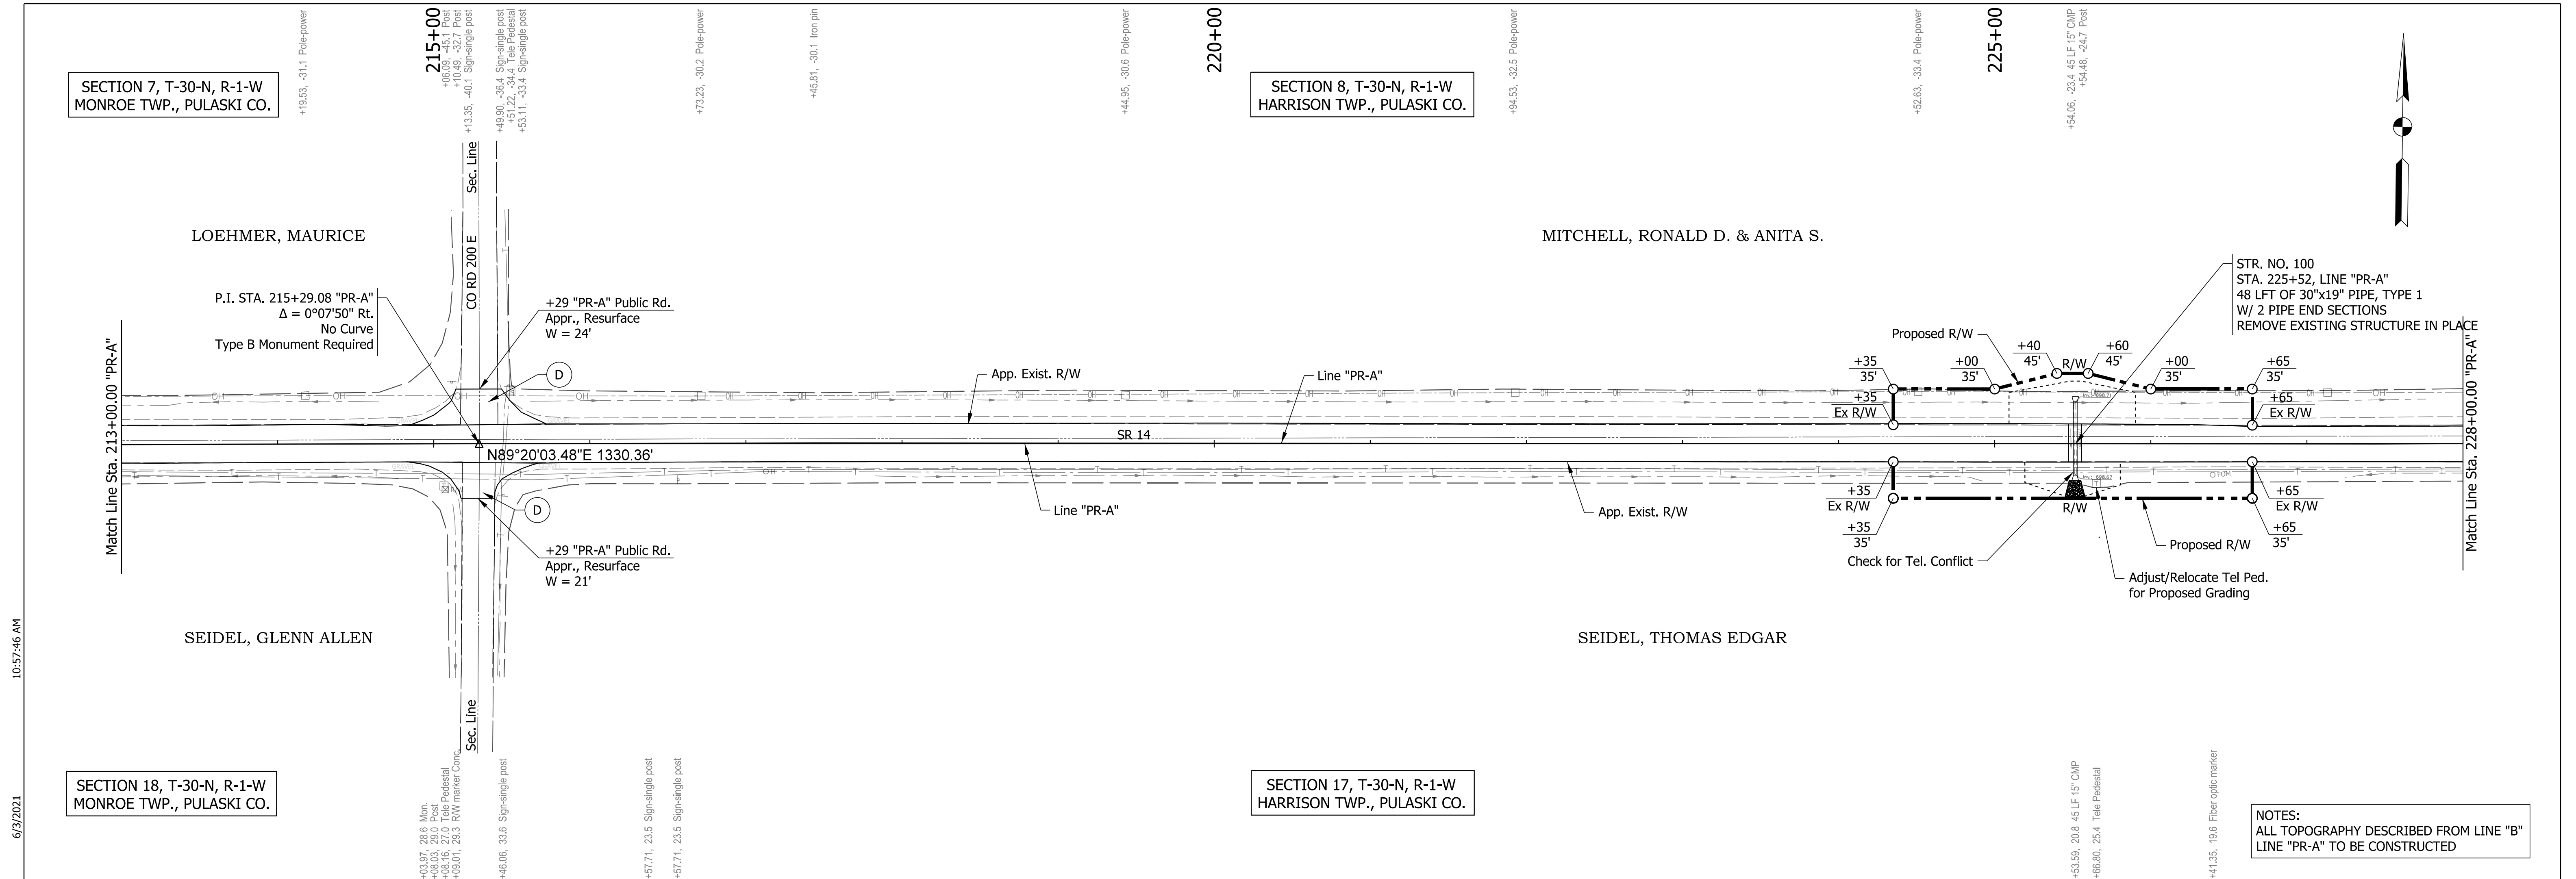 SECTION 7, T-30-N, R-1-W
MONROE TWP., PULASKI CO.
+19.53, -31.1 Pole-power
215+00
+06.09, -45.1 Post
+10.49, -32.7 Post
+13.35, -40.1 Sign-single post
+49.90, -36.4 Sign-single post
+51.22, -34.4 Tele Pedestal
+53.11, -33.4 Sign-single post
+73.23, -30.2 Pole-power
+45.81, -30.1 Iron pin
+44.95, -30.6 Pole-power
220+00
SECTION 8, T-30-N, R-1-W
HARRISON TWP., PULASKI CO.
+94.53, -32.5 Pole-power
+52.63, -33.4 Pole-power
225+00
+54.06, -23.4 45 LF 15" CMP
+54.48, -24.7 Post
Sec. Line
CO RD 200 E
LOEHMER, MAURICE
MITCHELL, RONALD D. & ANITA S.
P.I. STA. 215+29.08 "PR-A"
Δ = 0°07'50" Rt.
No Curve
Type B Monument Required
+29 "PR-A" Public Rd.
Appr., Resurface
W = 24'
D
STR. NO. 100
STA. 225+52, LINE "PR-A"
48 LFT OF 30"x19" PIPE, TYPE 1
W/ 2 PIPE END SECTIONS
REMOVE EXISTING STRUCTURE IN PLACE
Match Line Sta. 213+00.00 "PR-A"
App. Exist. R/W
Line "PR-A"
Proposed R/W
+35
35'
+00
35'
+40
45'
R/W
+60
45'
+00
35'
+65
35'
+35
Ex R/W
+65
Ex R/W
Match Line Sta. 228+00.00 "PR-A"
SR 14
N89°20'03.48"E 1330.36'
D
Line "PR-A"
App. Exist. R/W
+35
Ex R/W
+35
35'
R/W
+65
Ex R/W
+65
35'
Proposed R/W
Check for Tel. Conflict
Adjust/Relocate Tel Ped.
for Proposed Grading
+29 "PR-A" Public Rd.
Appr., Resurface
W = 21'
SEIDEL, GLENN ALLEN
SEIDEL, THOMAS EDGAR
Sec. Line
SECTION 18, T-30-N, R-1-W
MONROE TWP., PULASKI CO.
+03.97, 28.6 Mon.
+08.03, 29.0 Post
+08.16, 27.0 Tele Pedestal
+09.01, 29.3 R/W marker Conc.
+46.06, 33.6 Sign-single post
+57.71, 23.5 Sign-single post
+57.71, 23.5 Sign-single post
SECTION 17, T-30-N, R-1-W
HARRISON TWP., PULASKI CO.
+53.59, 20.8 45 LF 15" CMP
+66.80, 25.4 Tele Pedestal
+41.35, 19.6 Fiber optic marker
NOTES:
ALL TOPOGRAPHY DESCRIBED FROM LINE "B"
LINE "PR-A" TO BE CONSTRUCTED
10:57:46 AM
6/3/2021